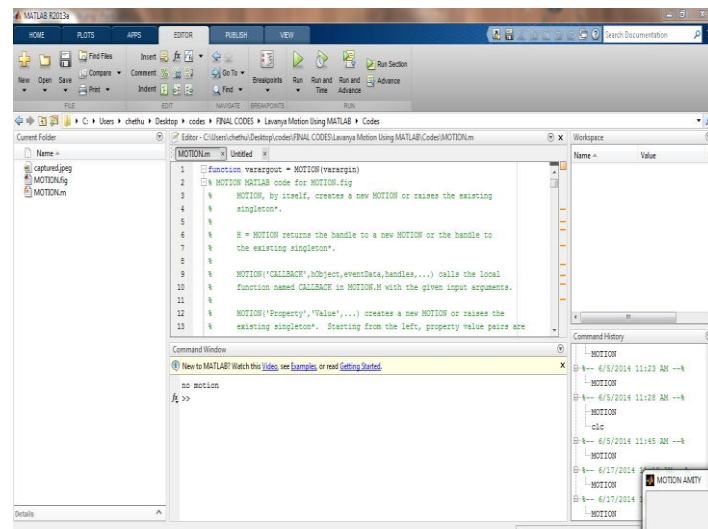 MATLAB R2013a
HOME PLOTS APPS EDITOR PUBLISH VIEW
Search Documentation
New Open Save
Find Files
Compare
Print
Insert
Comment
Indent
Go To
Find
Breakpoints
Run
Run and Time
Run and Advance
Run Section
Advance
FILE EDIT NAVIGATE BREAKPOINTS RUN
C: Users chethu Desktop codes FINAL CODES Lavanya Motion Using MATLAB Codes
Current Folder
Name
captured.jpeg
MOTION.fig
MOTION.m
Details
Editor - C:\Users\chethu\Desktop\codes\FINAL CODES\Lavanya Motion Using MATLAB\Codes\MOTION.m
MOTION.m Untitled
1 function varargout = MOTION(varargin)
2 % MOTION MATLAB code for MOTION.fig
3 % MOTION, by itself, creates a new MOTION or raises the existing
4 % singleton*.
5 %
6 % H = MOTION returns the handle to a new MOTION or the handle to
7 % the existing singleton*.
8 %
9 % MOTION('CALLBACK',hObject,eventData,handles,...) calls the local
10 % function named CALLBACK in MOTION.M with the given input arguments.
11 %
12 % MOTION('Property','Value',...) creates a new MOTION or raises the
13 % existing singleton*. Starting from the left, property value pairs are
Command Window
New to MATLAB? Watch this Video, see Examples, or read Getting Started.
no motion
fx >>
Workspace
Name Value
Command History
MOTION
%-- 6/5/2014 11:23 AM --%
MOTION
%-- 6/5/2014 11:28 AM --%
MOTION
clc
%-- 6/5/2014 11:45 AM --%
MOTION
%-- 6/17/2014
MOTION
%-- 6/17/2014
MOTION
MOTION AMITY